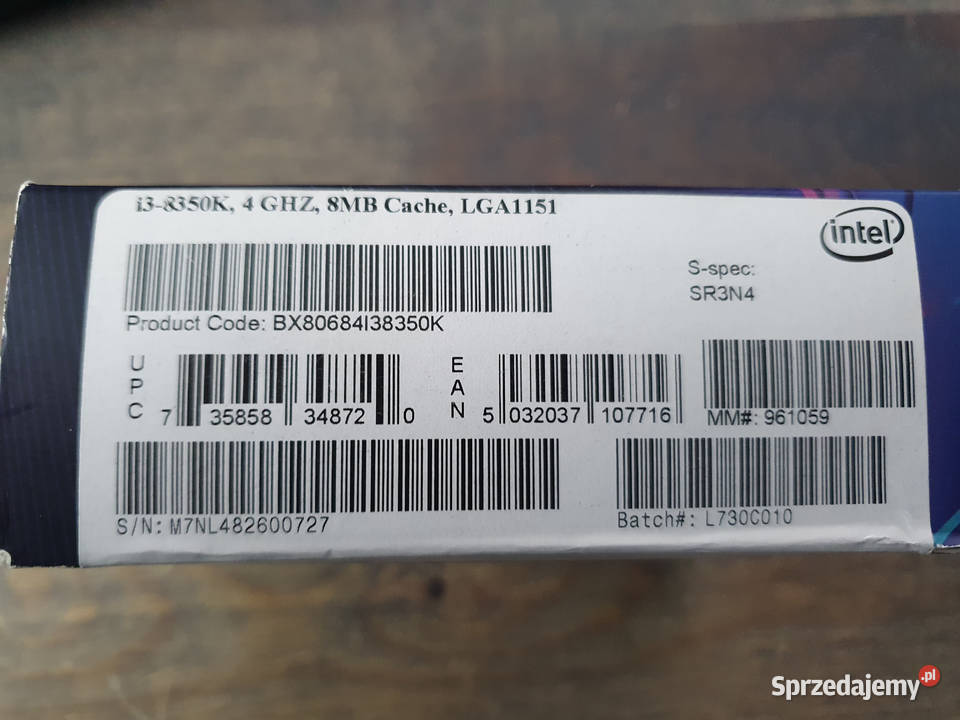 i3-8350K, 4 GHZ, 8MB Cache, LGA1151
intel
S-spec:
SR3N4
Product Code: BX80684I38350K
UPC 7 35858 34872 0
EAN 5 032037 107716
MM#: 961059
S/N: M7NL482600727
Batch#: L730C010
Sprzedajemy.pl